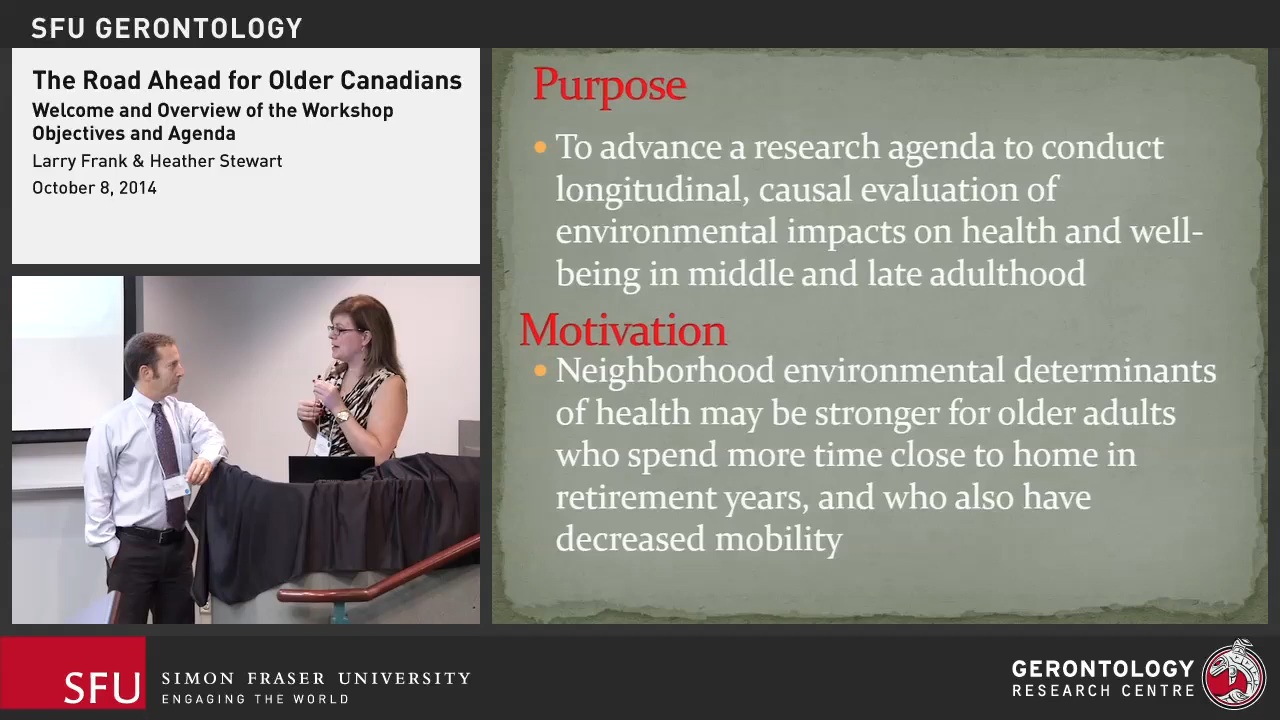 SFU GERONTOLOGY
The Road Ahead for Older Canadians
Welcome and Overview of the Workshop
Objectives and Agenda
Larry Frank & Heather Stewart
October 8, 2014
Purpose
• To advance a research agenda to conduct
longitudinal, causal evaluation of
environmental impacts on health and well-
being in middle and late adulthood
Motivation
• Neighborhood environmental determinants
of health may be stronger for older adults
who spend more time close to home in
retirement years, and who also have
decreased mobility
SFU
SIMON FRASER UNIVERSITY
ENGAGING THE WORLD
GERONTOLOGY
RESEARCH CENTRE